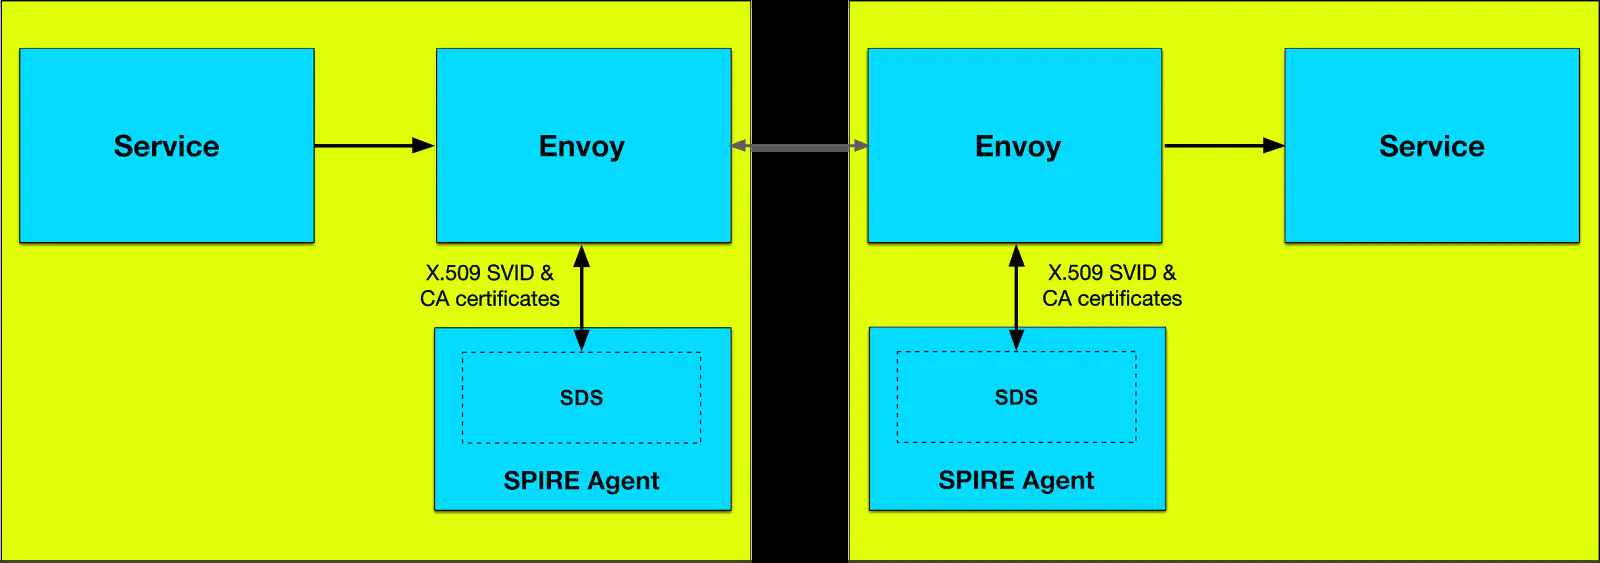 Service
Envoy
Envoy
Service
X.509 SVID &
CA certificates
X.509 SVID &
CA certificates
SDS
SDS
SPIRE Agent
SPIRE Agent